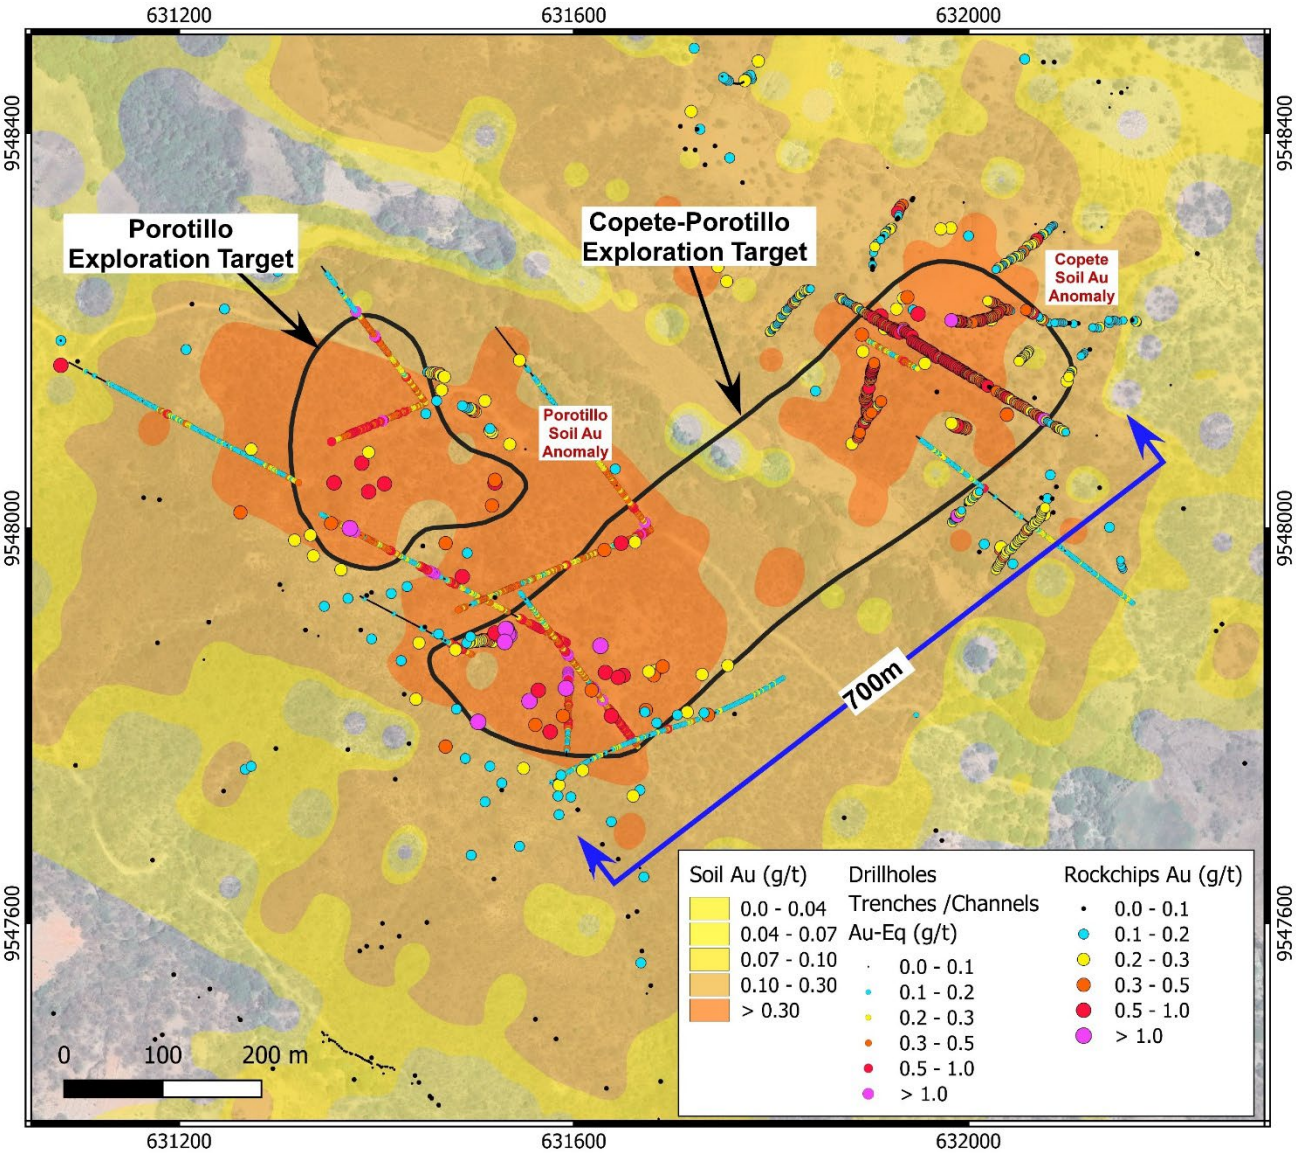 631200
631600
632000
9548400
9548400
Porotillo
Exploration Target
Copete-Porotillo
Exploration Target
Copete
Soil Au
Anomaly
Porotillo
Soil Au
Anomaly
9548000
9548000
700m
9547600
9547600
Soil Au (g/t)
0.0 - 0.04
0.04 - 0.07
0.07 - 0.10
0.10 - 0.30
> 0.30
Drillholes
Trenches /Channels
Au-Eq (g/t)
0.0 - 0.1
0.1 - 0.2
0.2 - 0.3
0.3 - 0.5
0.5 - 1.0
> 1.0
Rockchips Au (g/t)
0.0 - 0.1
0.1 - 0.2
0.2 - 0.3
0.3 - 0.5
0.5 - 1.0
> 1.0
0 100 200 m
631200
631600
632000